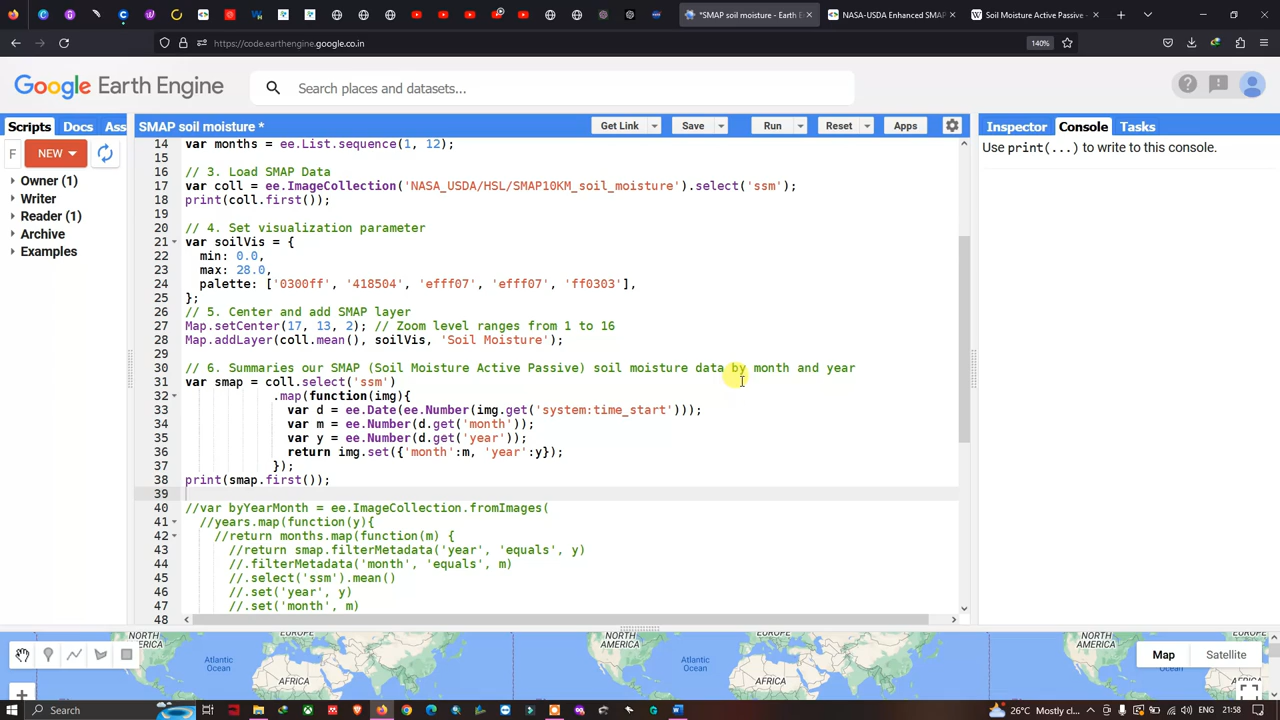 *SMAP soil moisture - Earth E
NASA-USDA Enhanced SMAP
Soil Moisture Active Passive -
https://code.earthengine.google.co.in
140%
Google Earth Engine
Search places and datasets...
Scripts
Docs
Ass
SMAP soil moisture *
Get Link
Save
Run
Reset
Apps
Inspector
Console
Tasks
F
NEW
Owner (1)
Writer
Reader (1)
Archive
Examples
Use print(...) to write to this console.
14 var months = ee.List.sequence(1, 12);
15
16 // 3. Load SMAP Data
17 var coll = ee.ImageCollection('NASA_USDA/HSL/SMAP10KM_soil_moisture').select('ssm');
18 print(coll.first());
19
20 // 4. Set visualization parameter
21 var soilVis = {
22 min: 0.0,
23 max: 28.0,
24 palette: ['0300ff', '418504', 'efff07', 'efff07', 'ff0303'],
25 };
26 // 5. Center and add SMAP layer
27 Map.setCenter(17, 13, 2); // Zoom level ranges from 1 to 16
28 Map.addLayer(coll.mean(), soilVis, 'Soil Moisture');
29
30 // 6. Summaries our SMAP (Soil Moisture Active Passive) soil moisture data by month and year
31 var smap = coll.select('ssm')
32 .map(function(img){
33 var d = ee.Date(ee.Number(img.get('system:time_start')));
34 var m = ee.Number(d.get('month'));
35 var y = ee.Number(d.get('year'));
36 return img.set({'month':m, 'year':y});
37 });
38 print(smap.first());
39
40 //var byYearMonth = ee.ImageCollection.fromImages(
41 //years.map(function(y){
42 //return months.map(function(m) {
43 //return smap.filterMetadata('year', 'equals', y)
44 //.filterMetadata('month', 'equals', m)
45 //.select('ssm').mean()
46 //.set('year', y)
47 //.set('month', m)
48
NORTH
AMERICA
EUROPE
NORTH
AMERICA
EUROPE
NORTH
AMERICA
Atlantic
Ocean
AFRICA
Atlantic
Ocean
AFRICA
Ocean
Map
Satellite
Search
26°C Mostly cl...
ENG
21:58